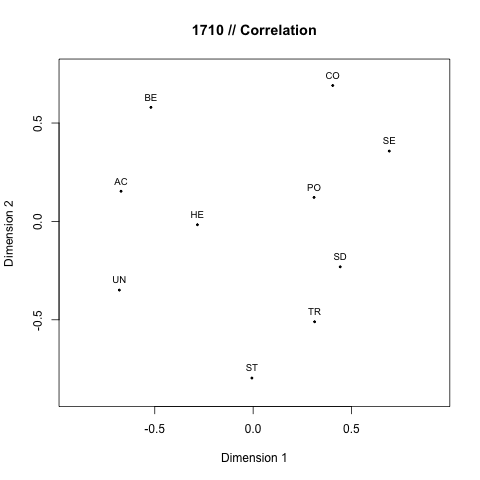 1710 // Correlation
CO
BE
SE
AC
PO
HE
SD
UN
TR
ST
0.5
0.0
-0.5
Dimension 2
-0.5
0.0
0.5
Dimension 1